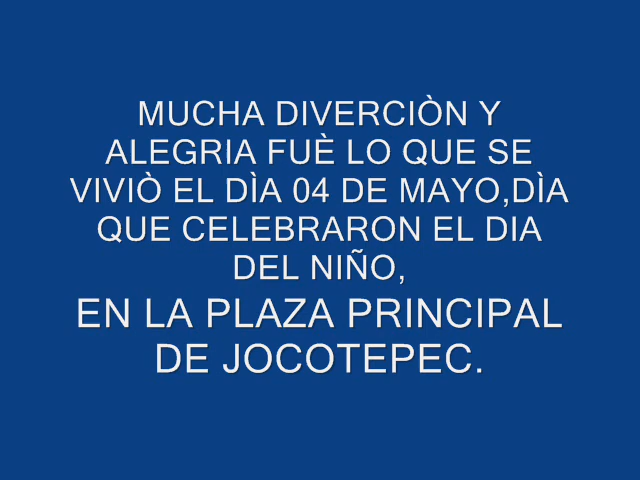 MUCHA DIVERCIÒN Y
ALEGRIA FUÈ LO QUE SE
VIVIÒ EL DÌA 04 DE MAYO,DÌA
QUE CELEBRARON EL DIA
DEL NIÑO,
EN LA PLAZA PRINCIPAL
DE JOCOTEPEC.